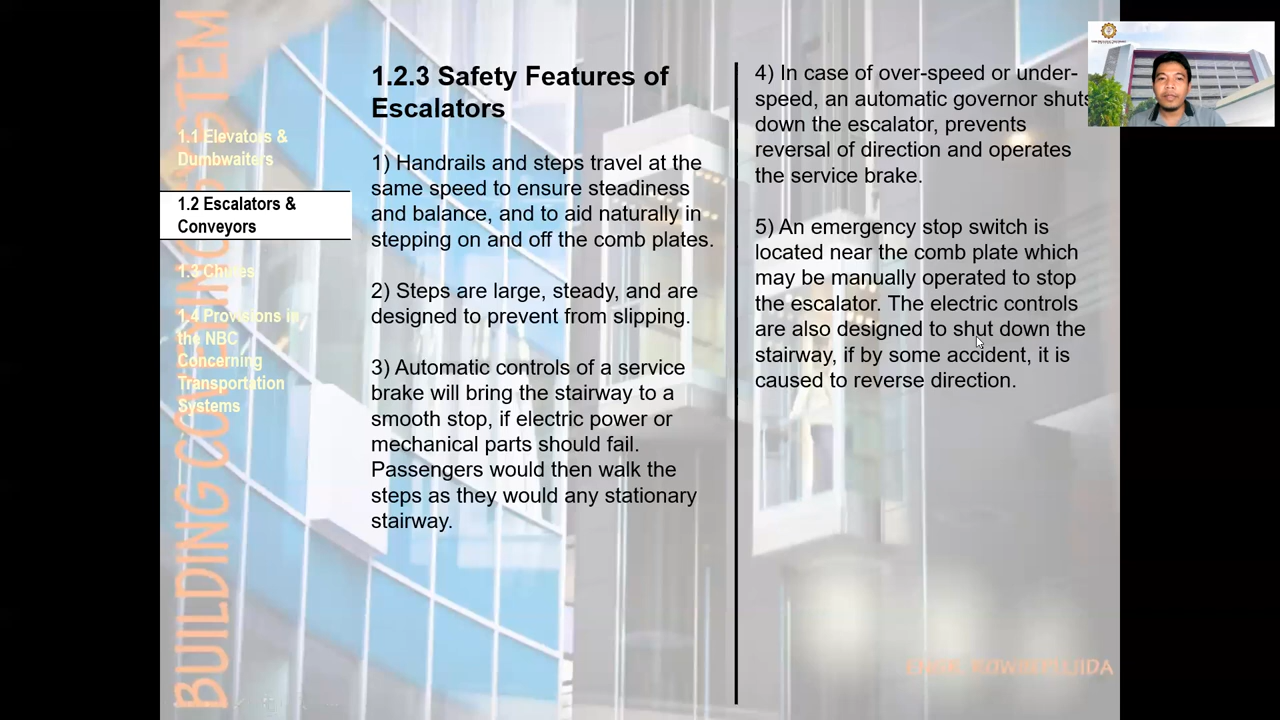 BUILDING CONVEYING SYSTEM
1.1 Elevators &
Dumbwaiters
1.2 Escalators &
Conveyors
1.3 Chutes
1.4 Provisions in
the NBC
Concerning
Transportation
Systems
1.2.3 Safety Features of
Escalators
1) Handrails and steps travel at the
same speed to ensure steadiness
and balance, and to aid naturally in
stepping on and off the comb plates.
2) Steps are large, steady, and are
designed to prevent from slipping.
3) Automatic controls of a service
brake will bring the stairway to a
smooth stop, if electric power or
mechanical parts should fail.
Passengers would then walk the
steps as they would any stationary
stairway.
4) In case of over-speed or under-
speed, an automatic governor shuts
down the escalator, prevents
reversal of direction and operates
the service brake.
5) An emergency stop switch is
located near the comb plate which
may be manually operated to stop
the escalator. The electric controls
are also designed to shut down the
stairway, if by some accident, it is
caused to reverse direction.